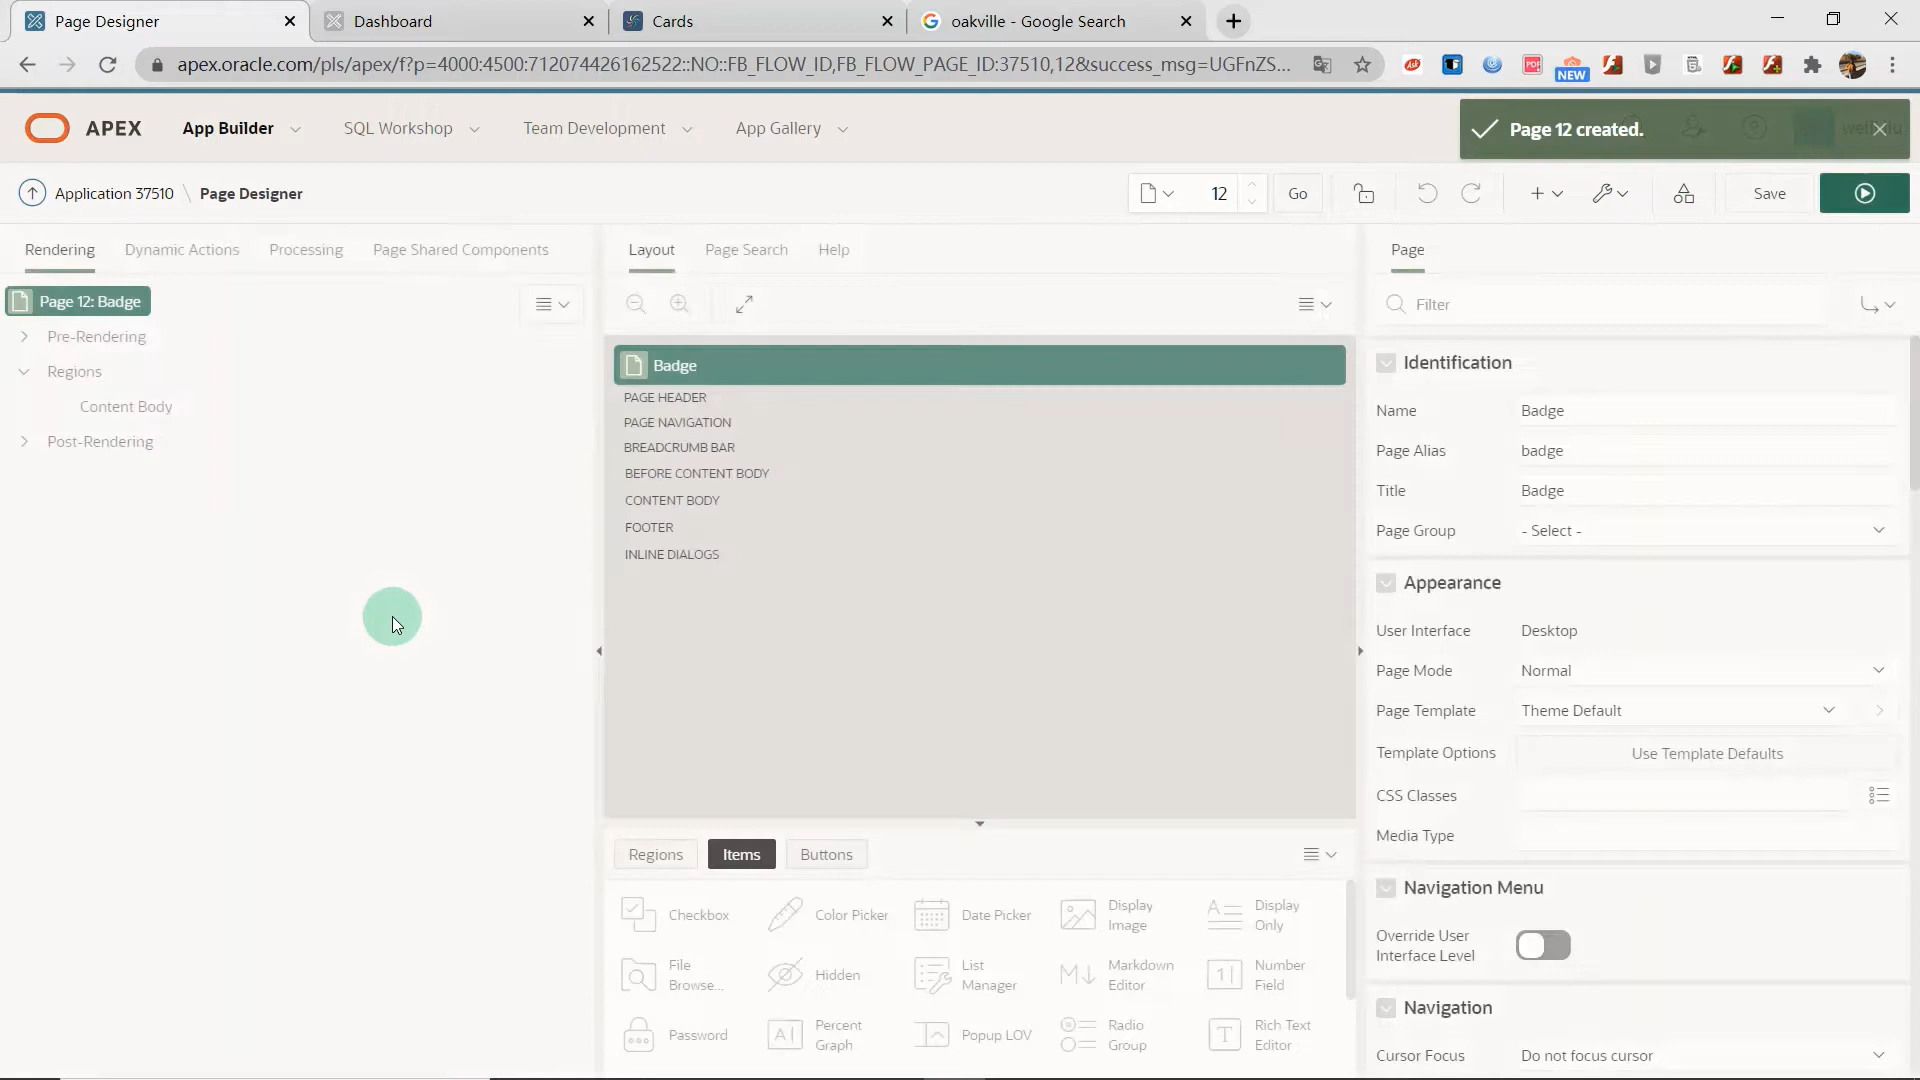 Page Designer
Dashboard
Cards
oakville - Google Search
apex.oracle.com/pls/apex/f?p=4000:4500:712074426162522::NO::FB_FLOW_ID,FB_FLOW_PAGE_ID:37510,12&success_msg=UGFnZS...
NEW
APEX
App Builder
SQL Workshop
Team Development
App Gallery
Page 12 created.
Application 37510 \ Page Designer
12
Go
Save
Rendering
Dynamic Actions
Processing
Page Shared Components
Layout
Page Search
Help
Page
Page 12: Badge
Pre-Rendering
Regions
Content Body
Post-Rendering
Badge
PAGE HEADER
PAGE NAVIGATION
BREADCRUMB BAR
BEFORE CONTENT BODY
CONTENT BODY
FOOTER
INLINE DIALOGS
Regions
Items
Buttons
Checkbox
Color Picker
Date Picker
Display
Image
Display
Only
File
Browse...
Hidden
List
Manager
Markdown
Editor
Number
Field
Password
Percent
Graph
Popup LOV
Radio
Group
Rich Text
Editor
Filter
Identification
Name
Badge
Page Alias
badge
Title
Badge
Page Group
- Select -
Appearance
User Interface
Desktop
Page Mode
Normal
Page Template
Theme Default
Template Options
Use Template Defaults
CSS Classes
Media Type
Navigation Menu
Override User
Interface Level
Navigation
Cursor Focus
Do not focus cursor